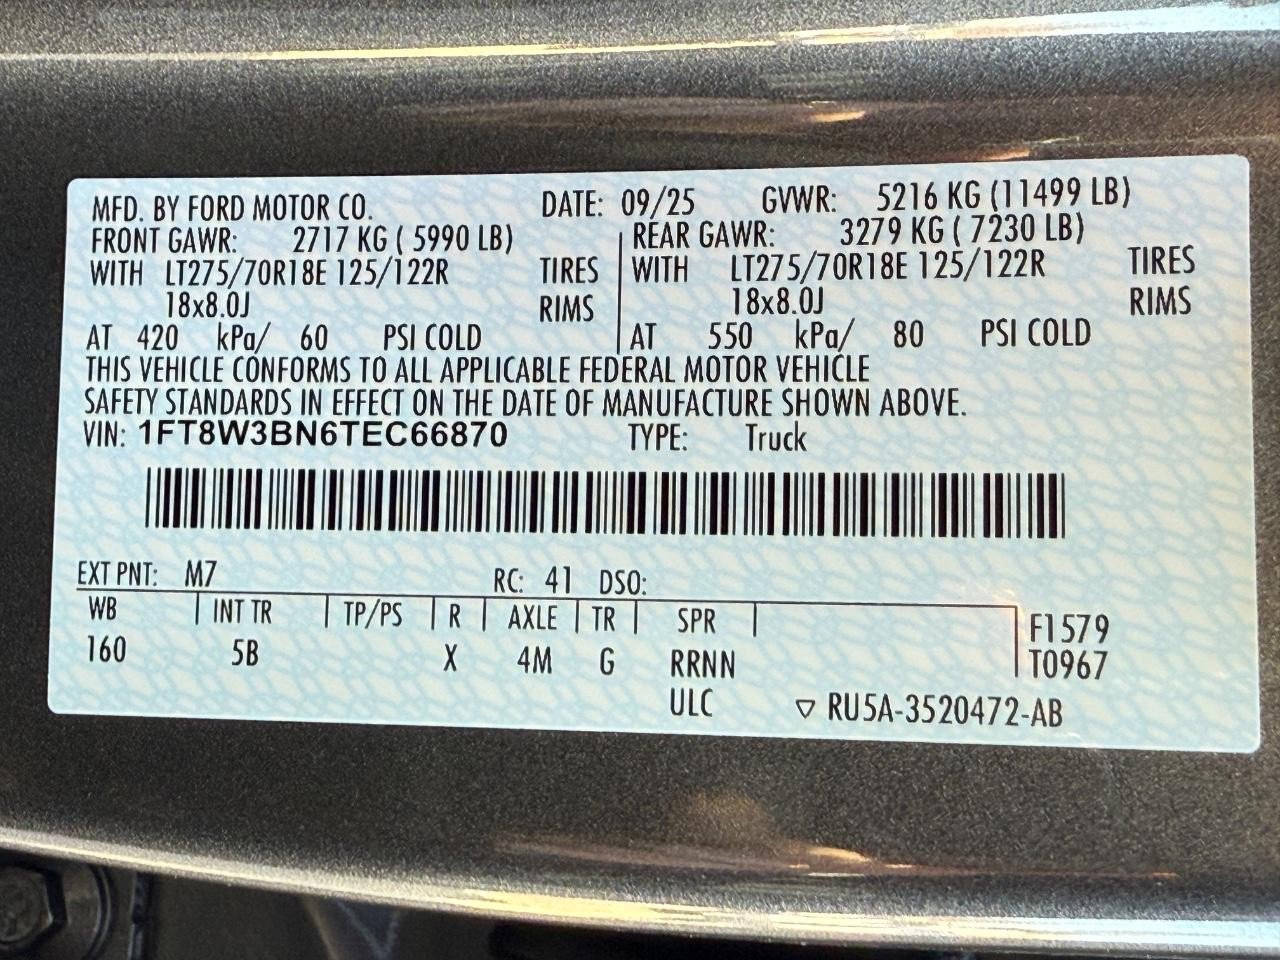 MFD. BY FORD MOTOR CO. DATE: 09/25 GVWR: 5216 KG (11499 LB)
FRONT GAWR: 2717 KG ( 5990 LB) REAR GAWR: 3279 KG ( 7230 LB)
WITH LT275/70R18E 125/122R TIRES WITH LT275/70R18E 125/122R TIRES
18x8.0J RIMS 18x8.0J RIMS
AT 420 kPa/ 60 PSI COLD AT 550 kPa/ 80 PSI COLD
THIS VEHICLE CONFORMS TO ALL APPLICABLE FEDERAL MOTOR VEHICLE
SAFETY STANDARDS IN EFFECT ON THE DATE OF MANUFACTURE SHOWN ABOVE.
VIN: 1FT8W3BN6TEC66870 TYPE: Truck
EXT PNT: M7 RC: 41 DSO:
WB INT TR TP/PS R AXLE TR SPR F1579
160 5B X 4M G RRNN T0967
ULC ▽ RU5A-3520472-AB